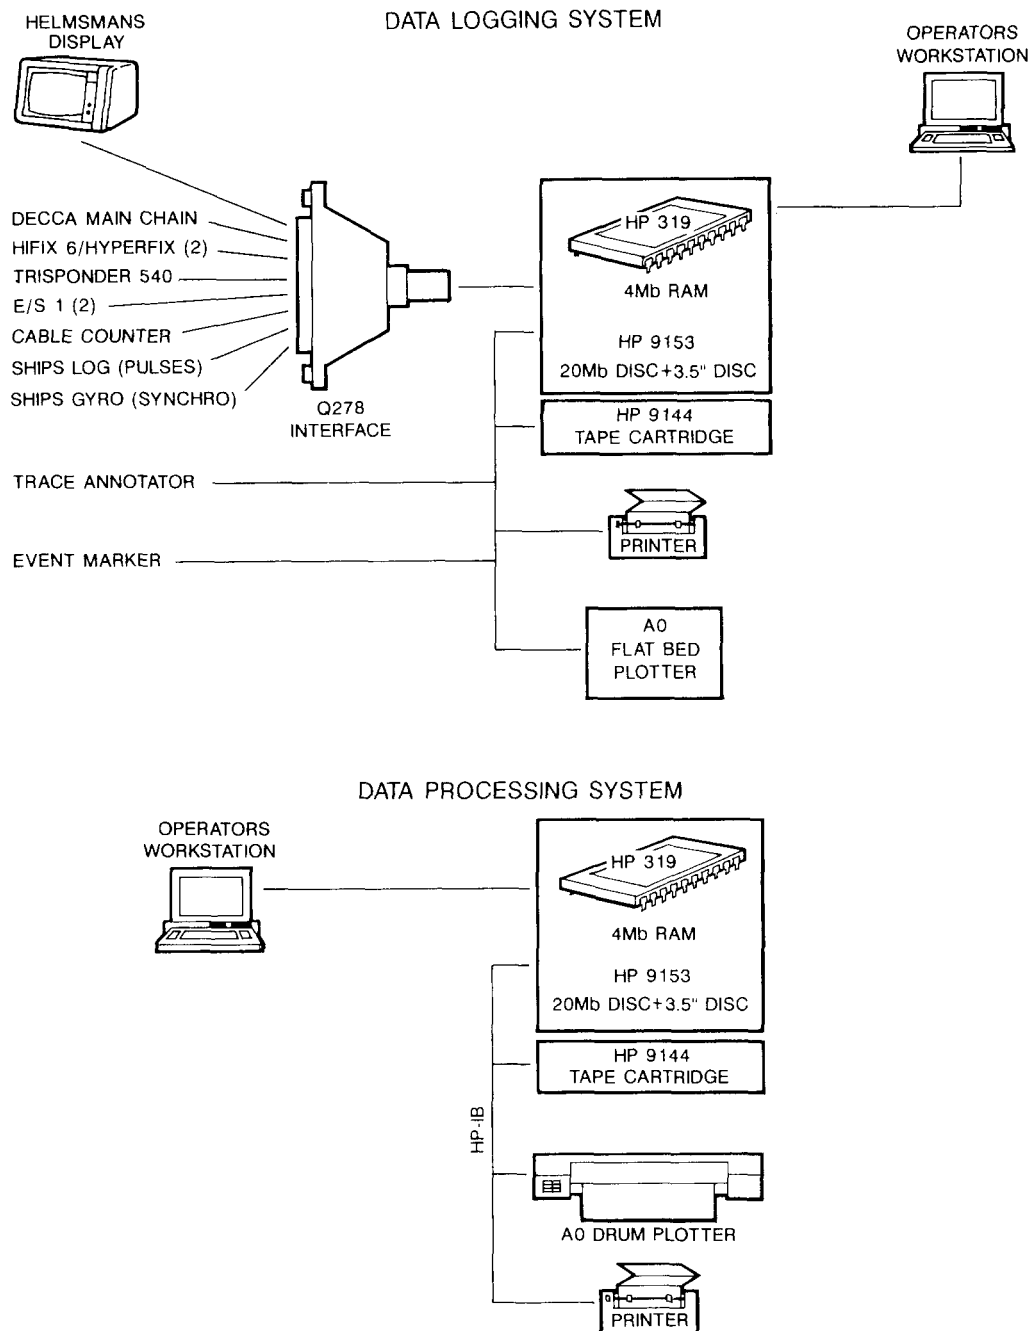 DATA LOGGING SYSTEM
HELMSMANS
DISPLAY
OPERATORS
WORKSTATION
DECCA MAIN CHAIN
HIFIX 6/HYPERFIX (2)
TRISPONDER 540
E/S 1 (2)
CABLE COUNTER
SHIPS LOG (PULSES)
SHIPS GYRO (SYNCHRO)
Q278
INTERFACE
HP 319
4Mb RAM
HP 9153
20Mb DISC+3.5" DISC
HP 9144
TAPE CARTRIDGE
TRACE ANNOTATOR
PRINTER
EVENT MARKER
A0
FLAT BED
PLOTTER
DATA PROCESSING SYSTEM
OPERATORS
WORKSTATION
HP 319
4Mb RAM
HP 9153
20Mb DISC+3.5" DISC
HP 9144
TAPE CARTRIDGE
HP-IB
A0 DRUM PLOTTER
PRINTER